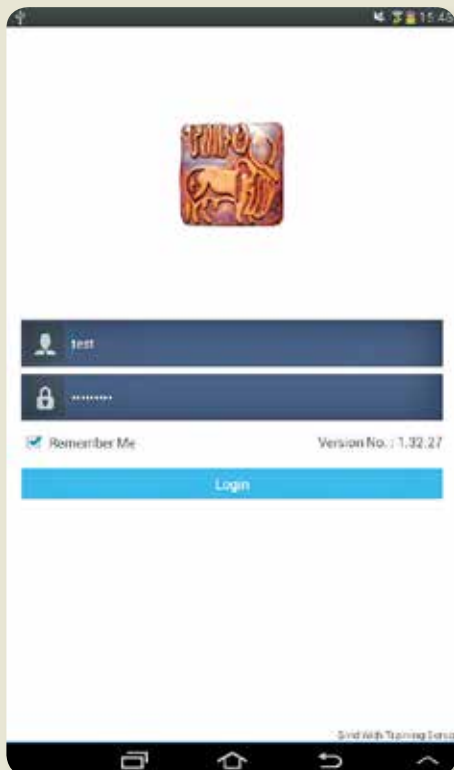 15:48
test
•••••••••
Remember Me
Version No. : 1.32.27
Login